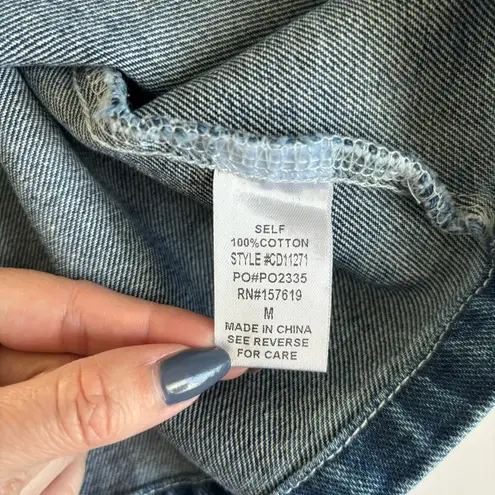 SELF
100%COTTON
STYLE #CD11271
PO#PO2335
RN#157619
M
MADE IN CHINA
SEE REVERSE
FOR CARE